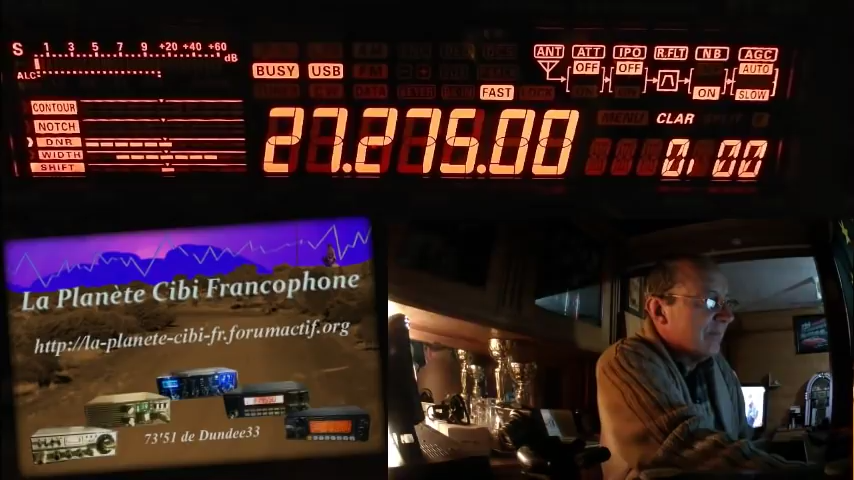 S 1 3 5 7 9 +20 +40 +60 dB
ALC
BUSY USB
FAST
ANT ATT IPO R.FLT NB AGC
OFF OFF AUTO
ON SLOW
CONTOUR
NOTCH
DNR
WIDTH
SHIFT
27.275.00
MENU CLAR
0.00
La Planète Cibi Francophone
http://la-planete-cibi-fr.forumactif.org
73'51 de Dundee33